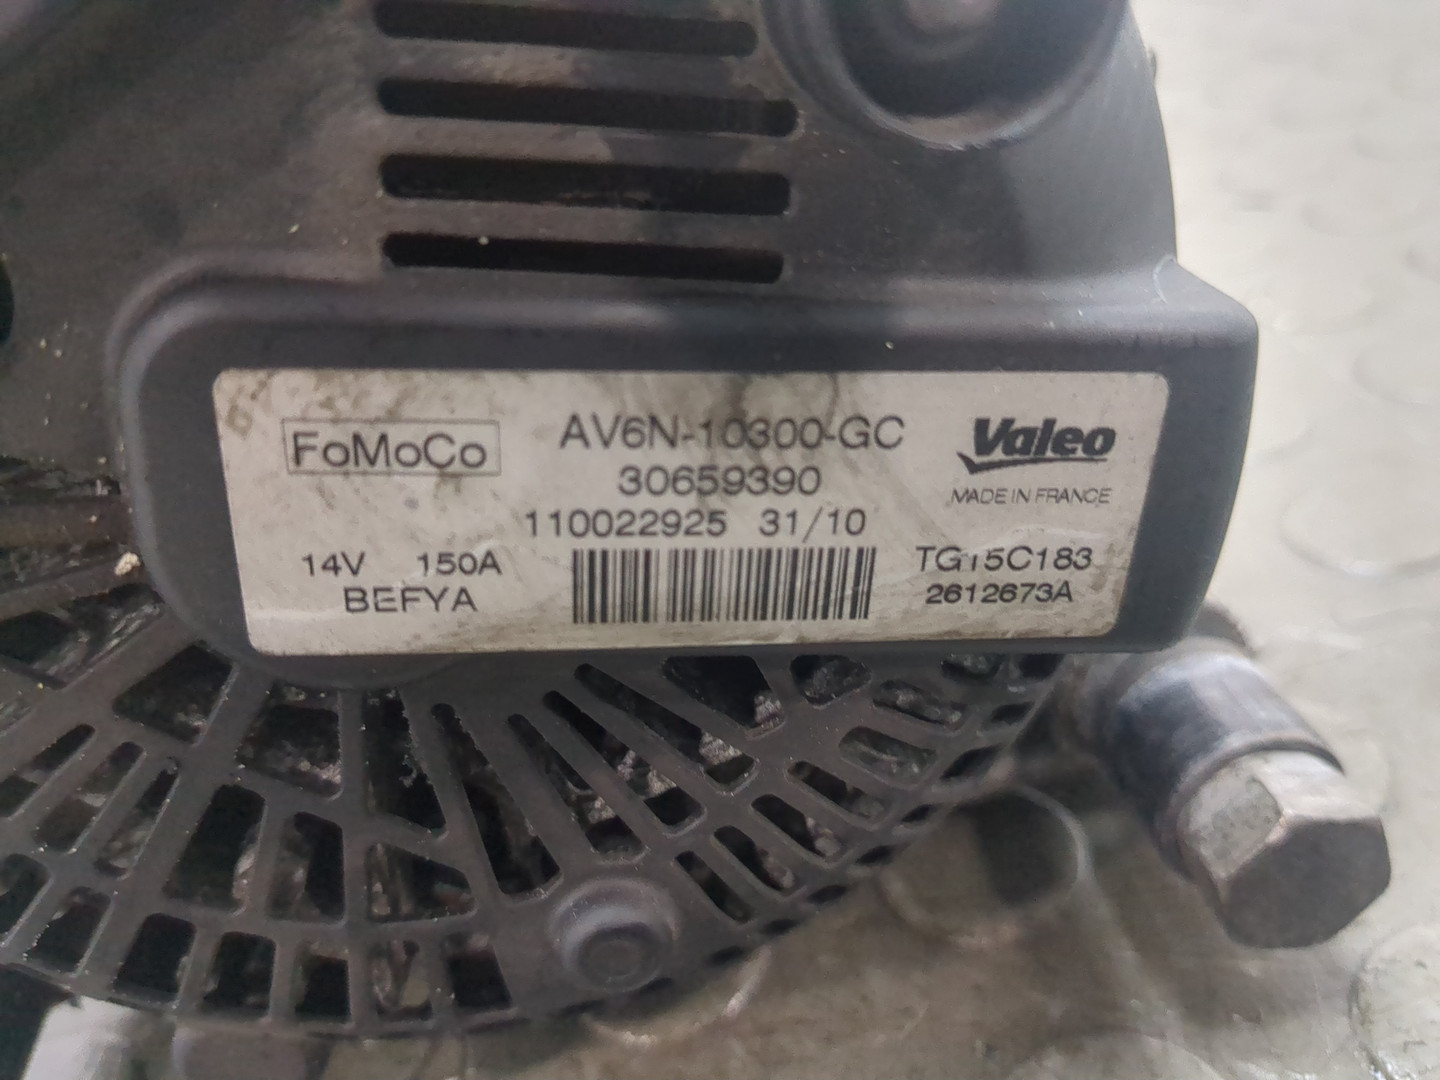 FoMoCo
AV6N-10300-GC
30659390
110022925 31/10
14V 150A
BEFYA
Valeo
MADE IN FRANCE
TG15C183
2612673A